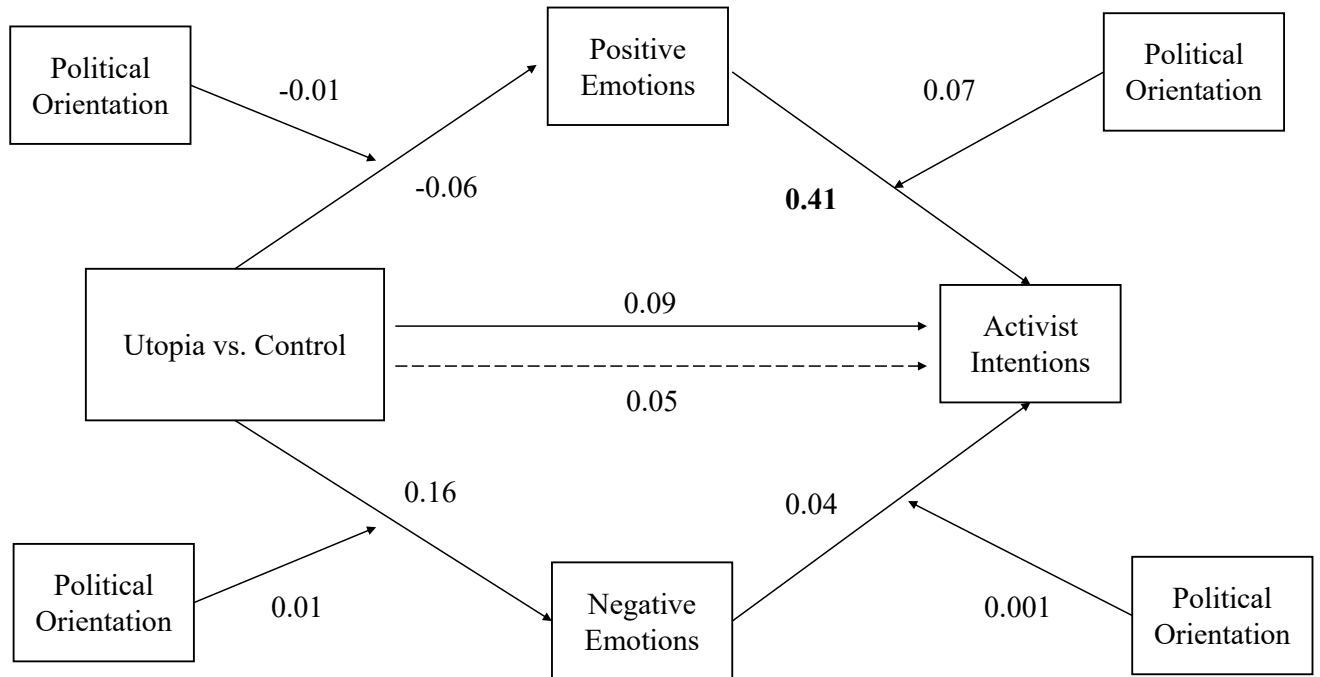 Political
Orientation
-0.01
Positive
Emotions
0.07
Political
Orientation
-0.06
0.41
Utopia vs. Control
0.09
0.05
Activist
Intentions
0.16
0.04
Political
Orientation
0.01
Negative
Emotions
0.001
Political
Orientation